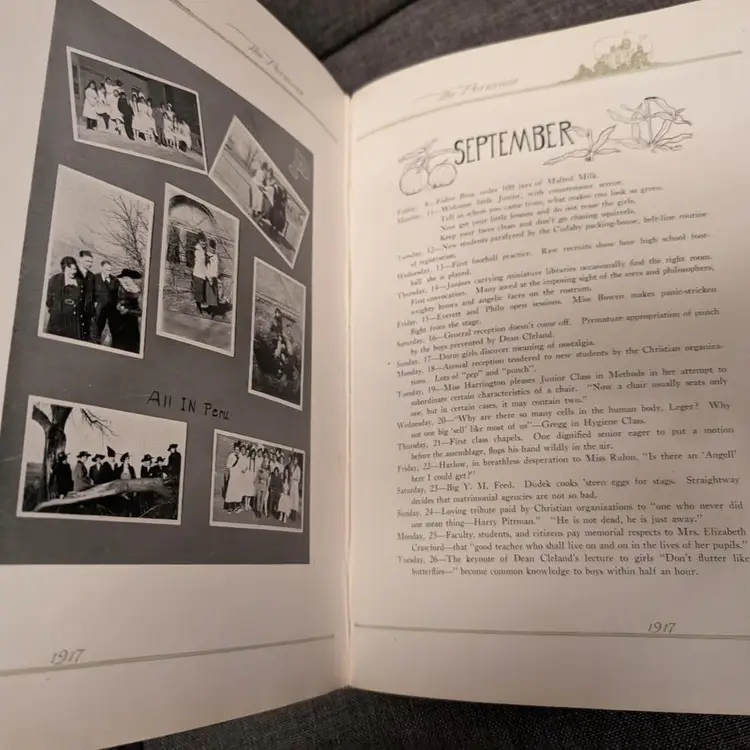 The Peruvian
All IN Peru
1917
The Peruvian
SEPTEMBER
Friday, 8—Fisher Bros. order 600 jars of Malted Milk.
Monday, 11—Welcome little Junior, with countenance serene.
Tell us where you came from, what makes you look so green.
Now get your little lessons and do not tease the girls,
Keep your faces clean and don't go chasing squirrels.
Tuesday, 12—New students paralyzed by the Cudahy packing-house, belt-line routine
of registration.
Wednesday, 13—First football practice. Raw recruits show how high school foot-
ball she is played.
Thursday, 14—Juniors carrying miniature libraries occasionally find the right room.
First convocation. Many awed at the imposing sight of the seers and philosophers,
weighty brows and angelic faces on the rostrum.
Friday, 15—Everett and Philo open sessions. Miss Bowen makes panic-stricken
flight from the stage.
Saturday, 16—General reception doesn't come off. Premature appropriation of punch
by the boys prevented by Dean Cleland.
Sunday, 17—Dorm girls discover meaning of nostalgia.
Monday, 18—Annual reception tendered to new students by the Christian organiza-
tions. Lots of "pep" and "punch".
Tuesday, 19—Miss Harrington pleases Junior Class in Methods in her attempt to
subordinate certain characteristics of a chair. "Now a chair usually seats only
one, but in certain cases, it may contain two."
Wednesday, 20—"Why are there so many cells in the human body, Leger? Why
not one big 'sell' like most of us"—Gregg in Hygiene Class.
Thursday, 21—First class chapels. One dignified senior eager to put a motion
before the assemblage, flops his hand wildly in the air.
Friday, 22—Harlow, in breathless desperation to Miss Rulon, "Is there an 'Angell'
here I could get?"
Saturday, 23—Big Y. M. Feed. Dudek cooks 'steen eggs for stags. Straightway
decides that matrimonial agencies are not so bad.
Sunday, 24—Loving tribute paid by Christian organizations to "one who never did
one mean thing—Harry Pittman." "He is not dead, he is just away."
Monday, 25—Faculty, students, and citizens pay memorial respects to Mrs. Elizabeth
Crawford—that "good teacher who shall live on and on in the lives of her pupils."
Tuesday, 26—The keynote of Dean Cleland's lecture to girls "Don't flutter like
butterflies—" become common knowledge to boys within half an hour.
1917